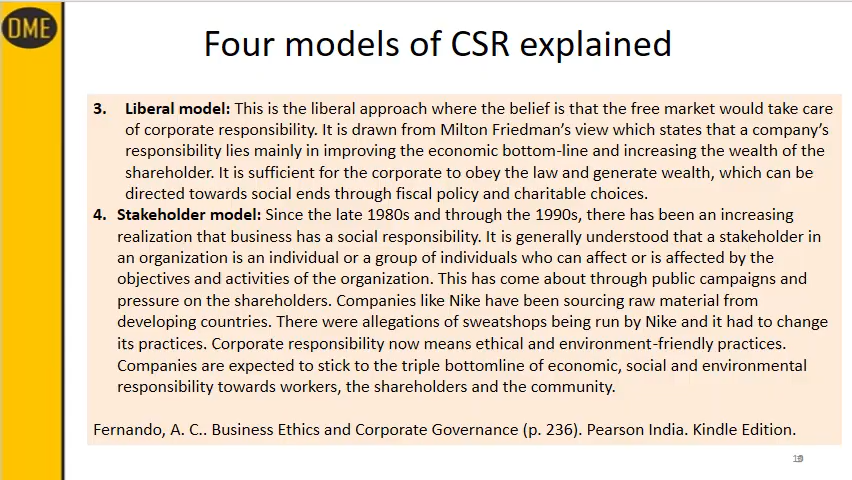 DME
Four models of CSR explained
3. Liberal model: This is the liberal approach where the belief is that the free market would take care
of corporate responsibility. It is drawn from Milton Friedman’s view which states that a company’s
responsibility lies mainly in improving the economic bottom-line and increasing the wealth of the
shareholder. It is sufficient for the corporate to obey the law and generate wealth, which can be
directed towards social ends through fiscal policy and charitable choices.
4. Stakeholder model: Since the late 1980s and through the 1990s, there has been an increasing
realization that business has a social responsibility. It is generally understood that a stakeholder in
an organization is an individual or a group of individuals who can affect or is affected by the
objectives and activities of the organization. This has come about through public campaigns and
pressure on the shareholders. Companies like Nike have been sourcing raw material from
developing countries. There were allegations of sweatshops being run by Nike and it had to change
its practices. Corporate responsibility now means ethical and environment-friendly practices.
Companies are expected to stick to the triple bottomline of economic, social and environmental
responsibility towards workers, the shareholders and the community.
Fernando, A. C.. Business Ethics and Corporate Governance (p. 236). Pearson India. Kindle Edition.